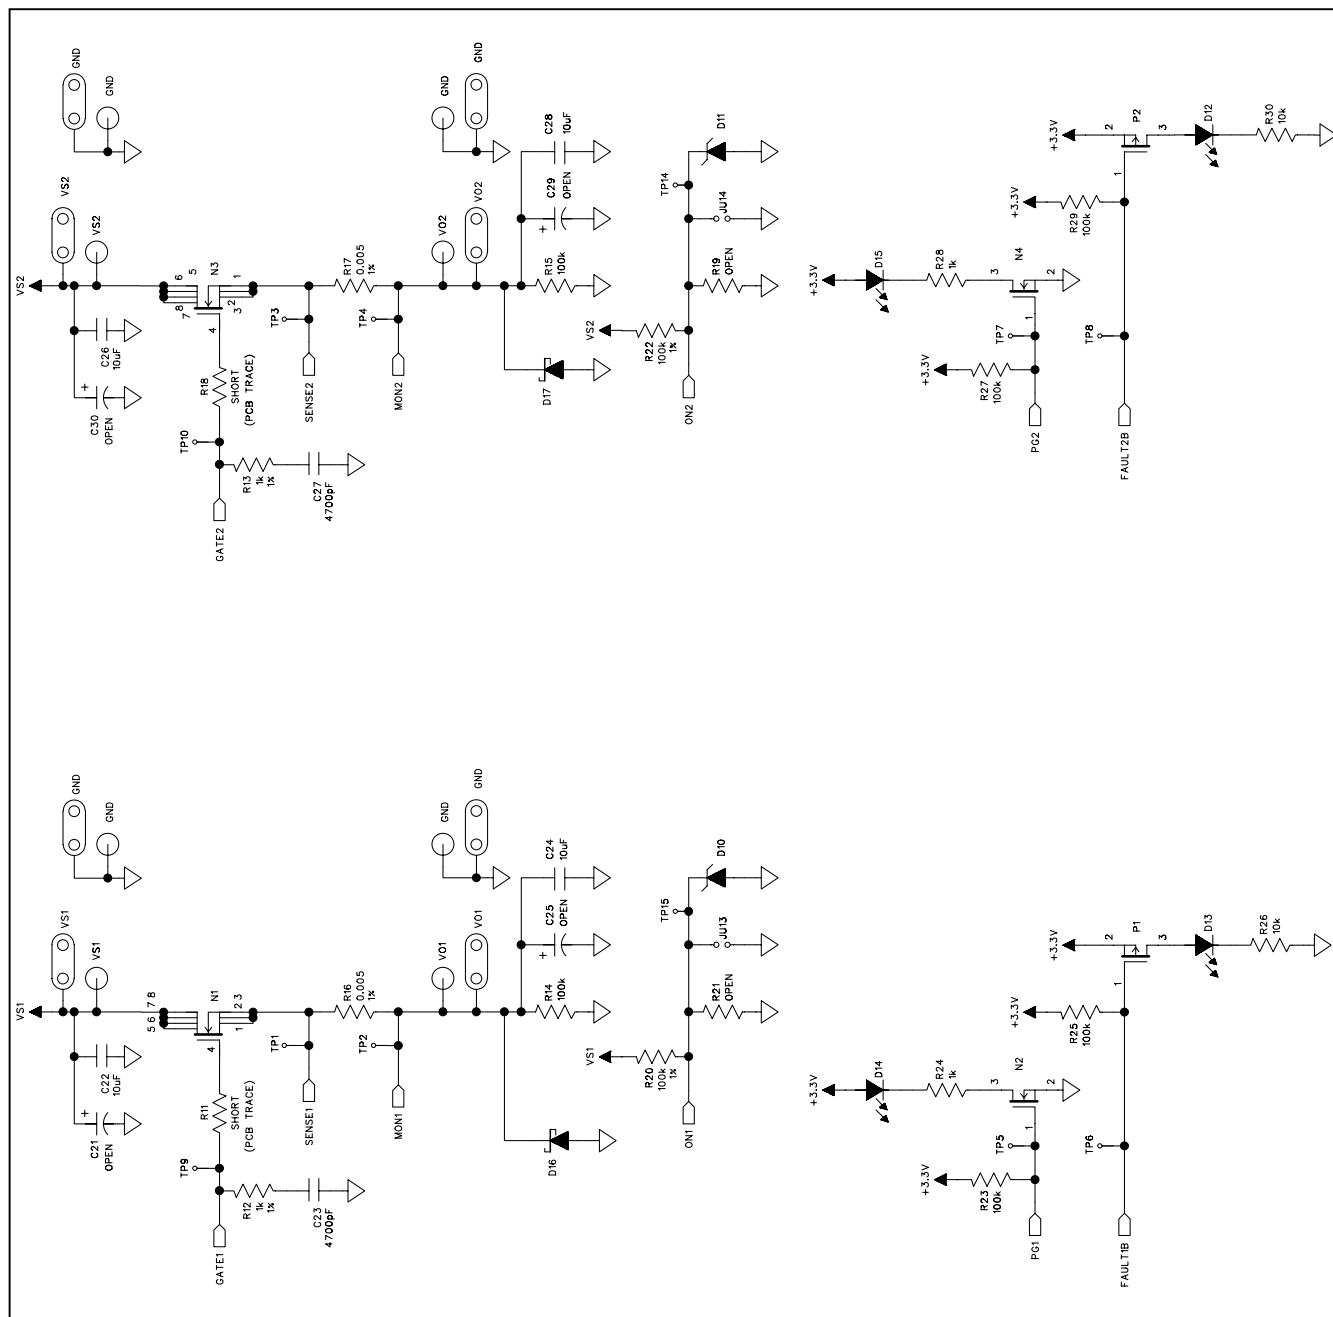 VS2
VS2
VS2
GND
GND
C26
10uF
C30
OPEN
+
8
7
6
5
N3
4
1
2
3
R18
SHORT
(PCB TRACE)
TP10
R13
1k
1%
C27
4700pF
GATE2
TP3
SENSE2
R17
0.005
1%
TP4
MON2
VO2
VO2
GND
GND
C28
10uF
C29
OPEN
+
R15
100k
D17
VS2
R22
100k
1%
ON2
R19
OPEN
JU14
TP14
D11
+3.3V
D15
R28
1k
3
N4
2
1
TP7
+3.3V
R27
100k
PG2
+3.3V
R29
100k
+3.3V
2
P2
3
1
D12
R30
10k
TP8
FAULT2B
VS1
VS1
VS1
GND
GND
C22
10uF
C21
OPEN
+
5
6
7
8
N1
4
1
2
3
R11
SHORT
(PCB TRACE)
TP9
R12
1k
1%
C23
4700pF
GATE1
TP1
SENSE1
R16
0.005
1%
TP2
MON1
VO1
VO1
GND
GND
C24
10uF
C25
OPEN
+
R14
100k
D16
VS1
R20
100k
1%
ON1
R21
OPEN
JU13
TP15
D10
+3.3V
D14
R24
1k
3
N2
2
1
TP5
+3.3V
R23
100k
PG1
+3.3V
R25
100k
+3.3V
2
P1
3
1
D13
R26
10k
TP6
FAULT1B